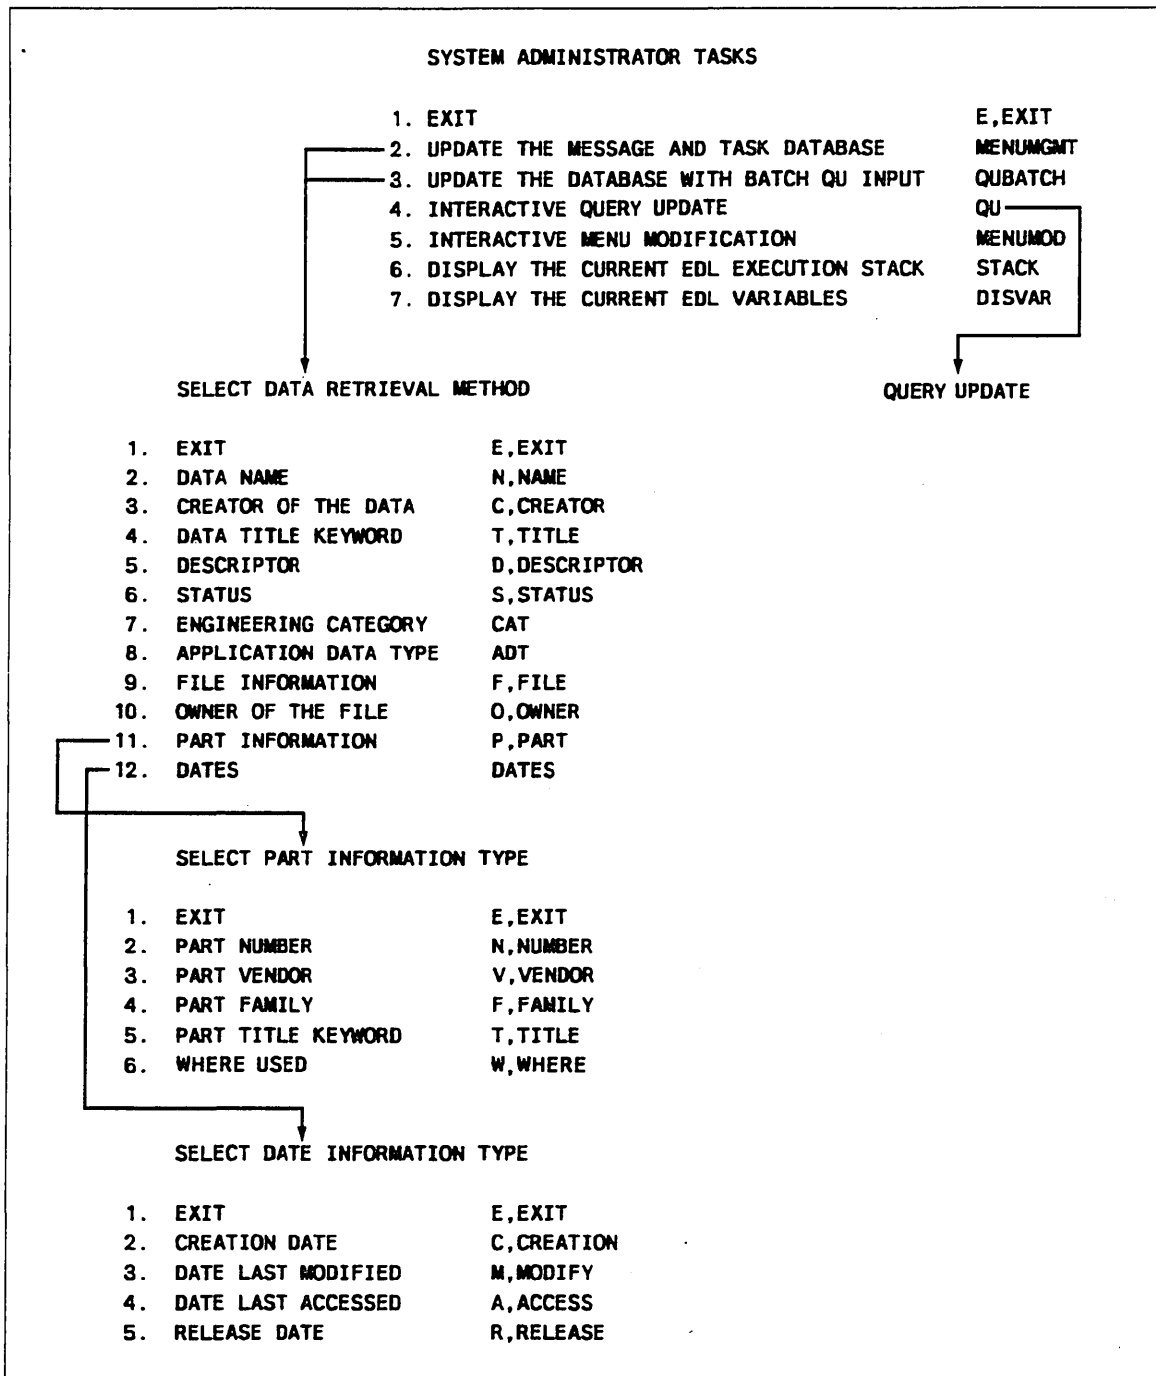 SYSTEM ADMINISTRATOR TASKS
1. EXIT E,EXIT
2. UPDATE THE MESSAGE AND TASK DATABASE MENUMGMT
3. UPDATE THE DATABASE WITH BATCH QU INPUT QUBATCH
4. INTERACTIVE QUERY UPDATE QU
5. INTERACTIVE MENU MODIFICATION MENUMOD
6. DISPLAY THE CURRENT EDL EXECUTION STACK STACK
7. DISPLAY THE CURRENT EDL VARIABLES DISVAR
SELECT DATA RETRIEVAL METHOD QUERY UPDATE
1. EXIT E,EXIT
2. DATA NAME N,NAME
3. CREATOR OF THE DATA C,CREATOR
4. DATA TITLE KEYWORD T,TITLE
5. DESCRIPTOR D,DESCRIPTOR
6. STATUS S,STATUS
7. ENGINEERING CATEGORY CAT
8. APPLICATION DATA TYPE ADT
9. FILE INFORMATION F,FILE
10. OWNER OF THE FILE O,OWNER
11. PART INFORMATION P,PART
12. DATES DATES
SELECT PART INFORMATION TYPE
1. EXIT E,EXIT
2. PART NUMBER N,NUMBER
3. PART VENDOR V,VENDOR
4. PART FAMILY F,FAMILY
5. PART TITLE KEYWORD T,TITLE
6. WHERE USED W,WHERE
SELECT DATE INFORMATION TYPE
1. EXIT E,EXIT
2. CREATION DATE C,CREATION
3. DATE LAST MODIFIED M,MODIFY
4. DATE LAST ACCESSED A,ACCESS
5. RELEASE DATE R,RELEASE